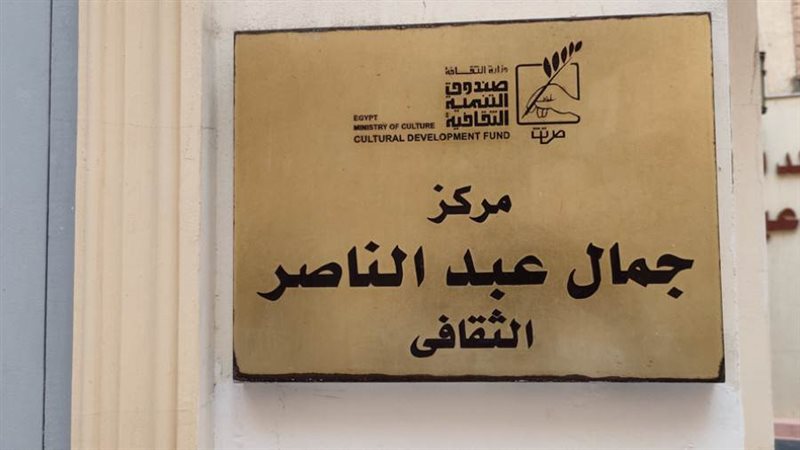 وزارة الثقافة
صندوق
التنمية
الثقافية
EGYPT
MINISTRY OF CULTURE
CULTURAL DEVELOPMENT FUND
مركز
جمال عبد الناصر
الثقافى